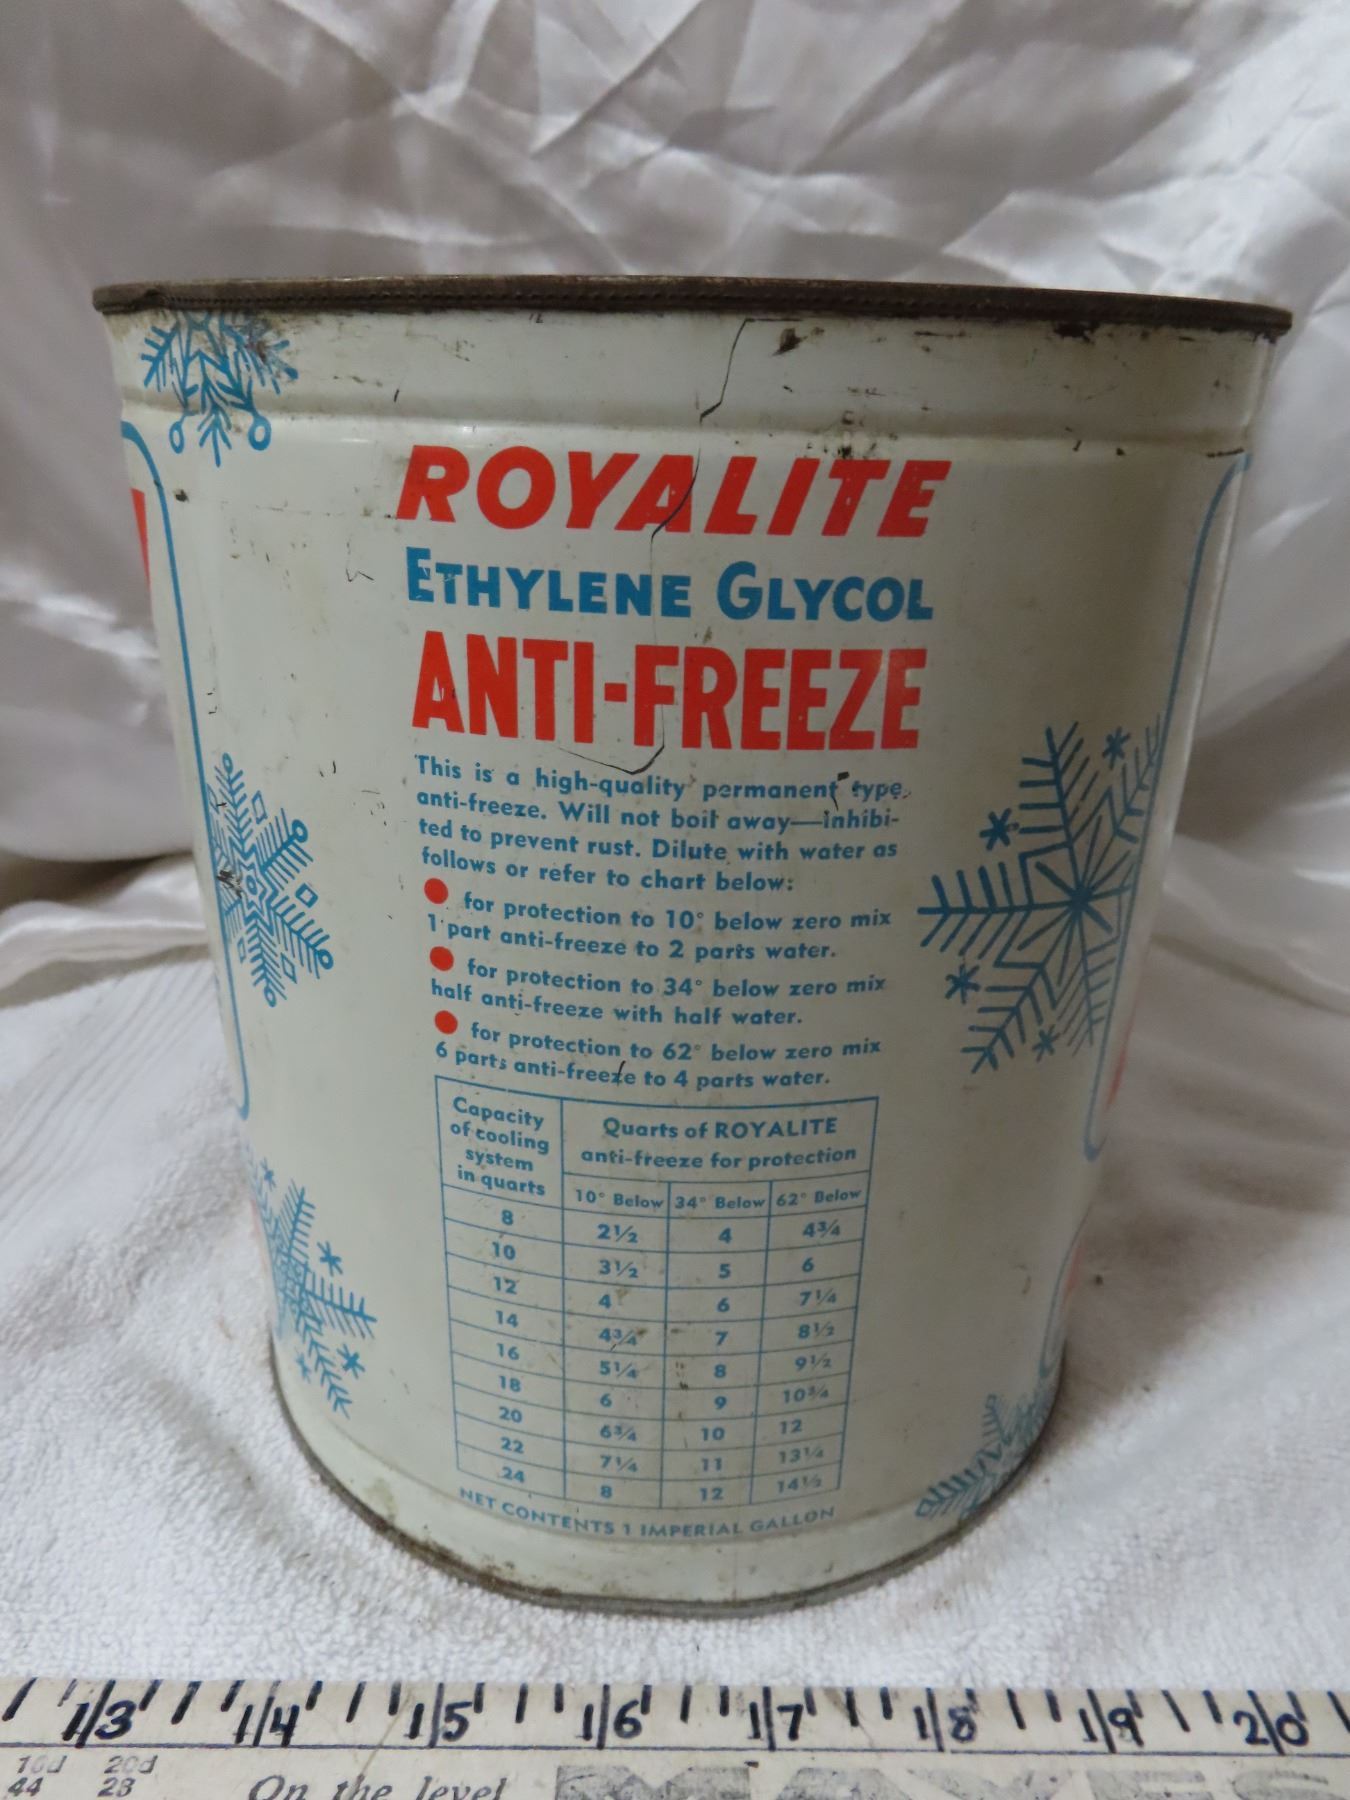 ROYALITE
ETHYLENE GLYCOL
ANTI-FREEZE
This is a high-quality permanent type
anti-freeze. Will not boil away—inhibi-
ted to prevent rust. Dilute with water as
follows or refer to chart below:
● for protection to 10° below zero mix
1 part anti-freeze to 2 parts water.
● for protection to 34° below zero mix
half anti-freeze with half water.
● for protection to 62° below zero mix
6 parts anti-freeze to 4 parts water.
Capacity
of cooling
system
in quarts
Quarts of ROYALITE
anti-freeze for protection
10° Below 34° Below 62° Below
8 2½ 4 4¾
10 3½ 5 6
12 4 6 7¼
14 4¾ 7 8½
16 5¼ 8 9½
18 6 9 10¾
20 6¾ 10 12
22 7¼ 11 13¼
24 8 12 14½
NET CONTENTS 1 IMPERIAL GALLON
13 14 15 16 17 18 19 20
16d 20d
44 28
On the level